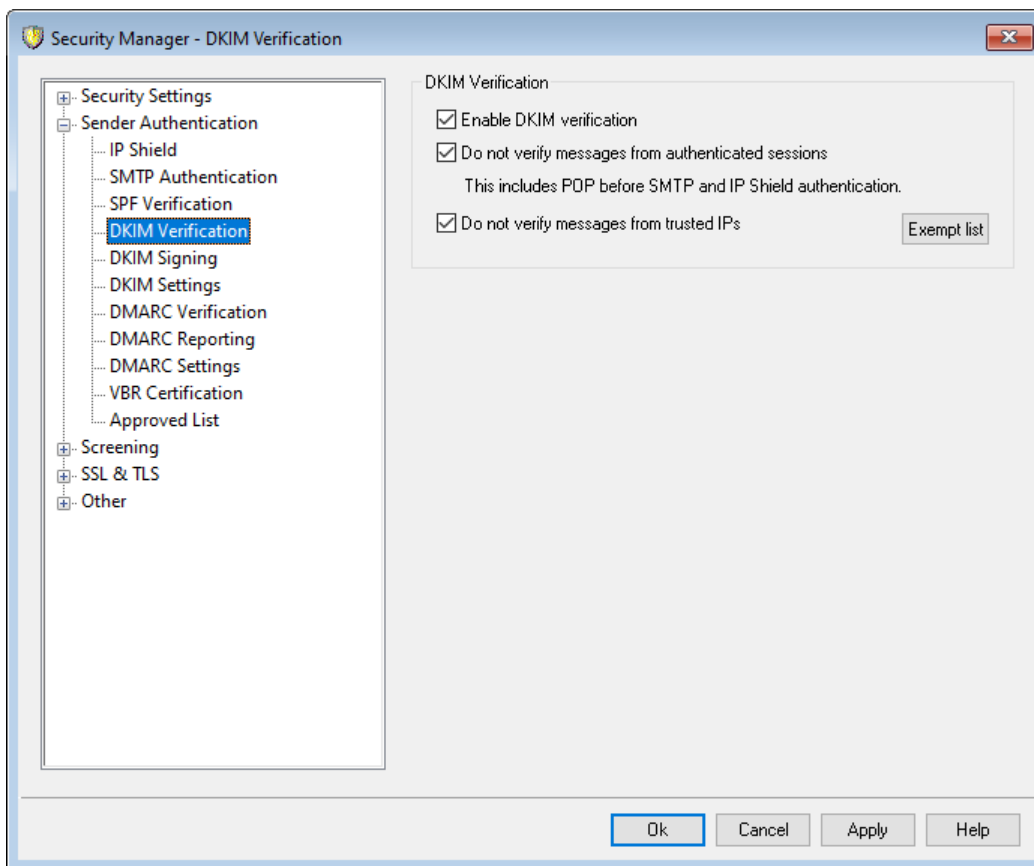 Security Manager - DKIM Verification
Security Settings
Sender Authentication
IP Shield
SMTP Authentication
SPF Verification
DKIM Verification
DKIM Signing
DKIM Settings
DMARC Verification
DMARC Reporting
DMARC Settings
VBR Certification
Approved List
Screening
SSL & TLS
Other
DKIM Verification
Enable DKIM verification
Do not verify messages from authenticated sessions
This includes POP before SMTP and IP Shield authentication.
Do not verify messages from trusted IPs
Exempt list
Ok Cancel Apply Help